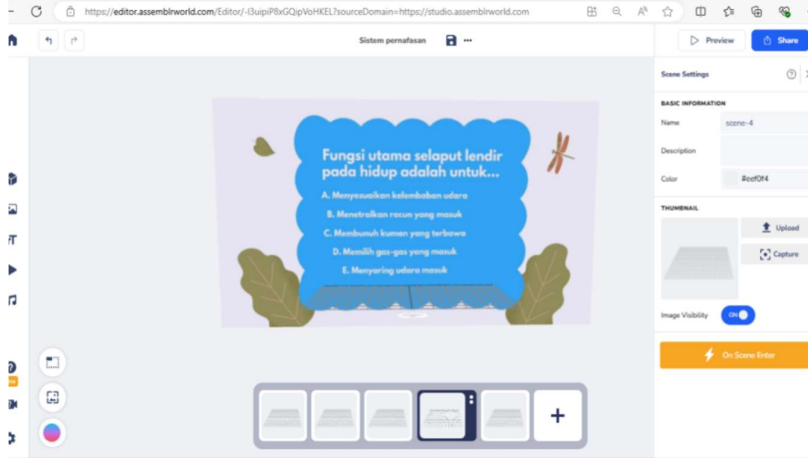 https://editor.assemblrworld.com/Editor/-I3uipiP8xGQipVoHKEL?sourceDomain=https://studio.assemblrworld.com
Sistem pernafasan
Preview
Share
Scene Settings
Fungsi utama selaput lendir
pada hidup adalah untuk...
A. Menyesuaikan kelembaban udara
B. Menetralkan racun yang masuk
C. Membunuh kuman yang terbawa
D. Memilih gas-gas yang masuk
E. Menyaring udara masuk
BASIC INFORMATION
Name
scene-4
Description
Color
#eef0f4
THUMBNAIL
Upload
Capture
Image Visibility
ON
On Scene Enter